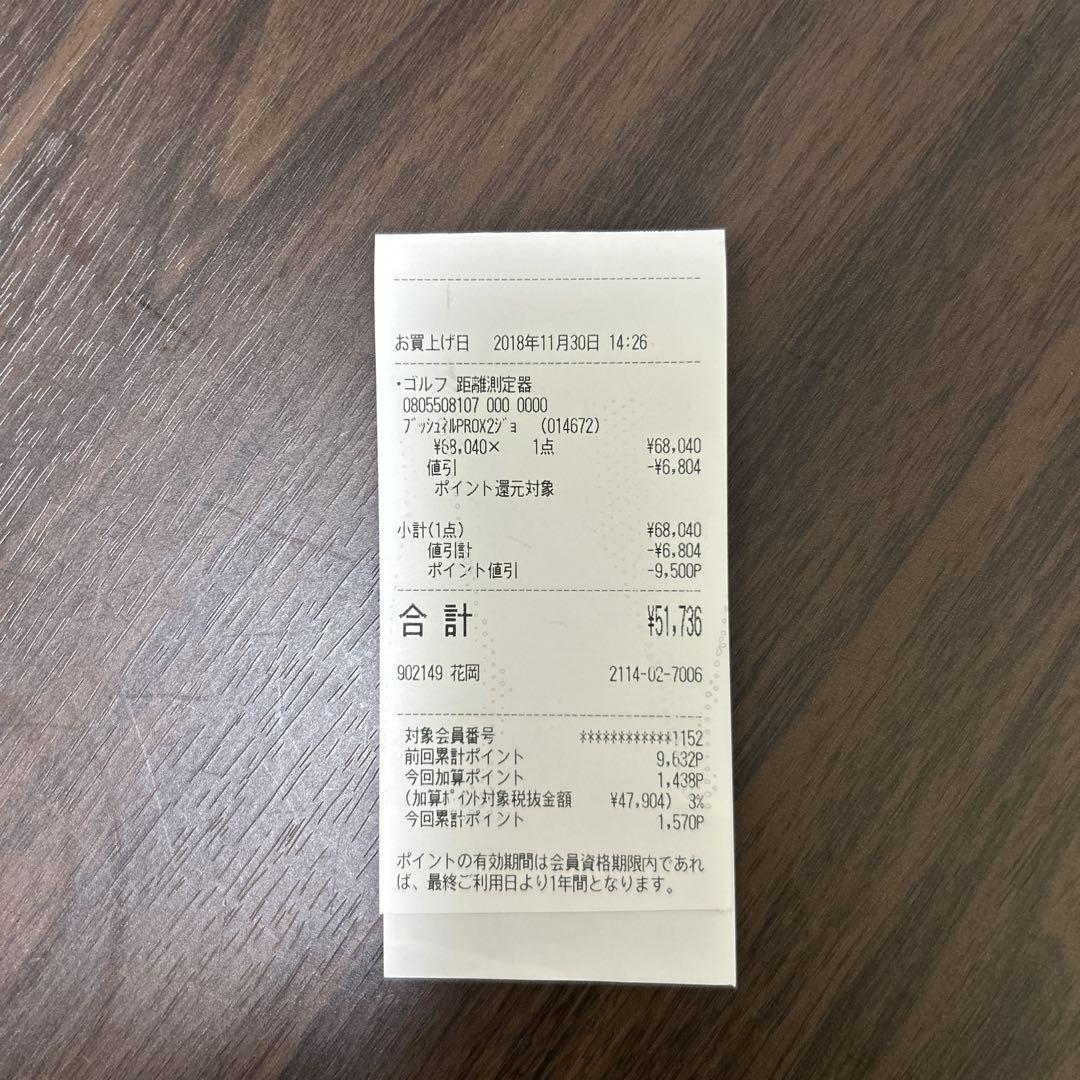 お買上げ日 2018年11月30日 14:26
・ゴルフ 距離測定器
0805508107 000 0000
ブッシュネルPROX2ジョ (014672)
¥68,040× 1点 ¥68,040
値引 -¥6,804
ポイント還元対象
小計(1点) ¥68,040
値引計 -¥6,804
ポイント値引 -9,500P
合計 ¥51,736
902149 花岡 2114-02-7006
対象会員番号 ************1152
前回累計ポイント 9,632P
今回加算ポイント 1,438P
(加算ポイント対象税抜金額 ¥47,904) 3%
今回累計ポイント 1,570P
ポイントの有効期間は会員資格期限内であれ
ば、最終ご利用日より1年間となります。